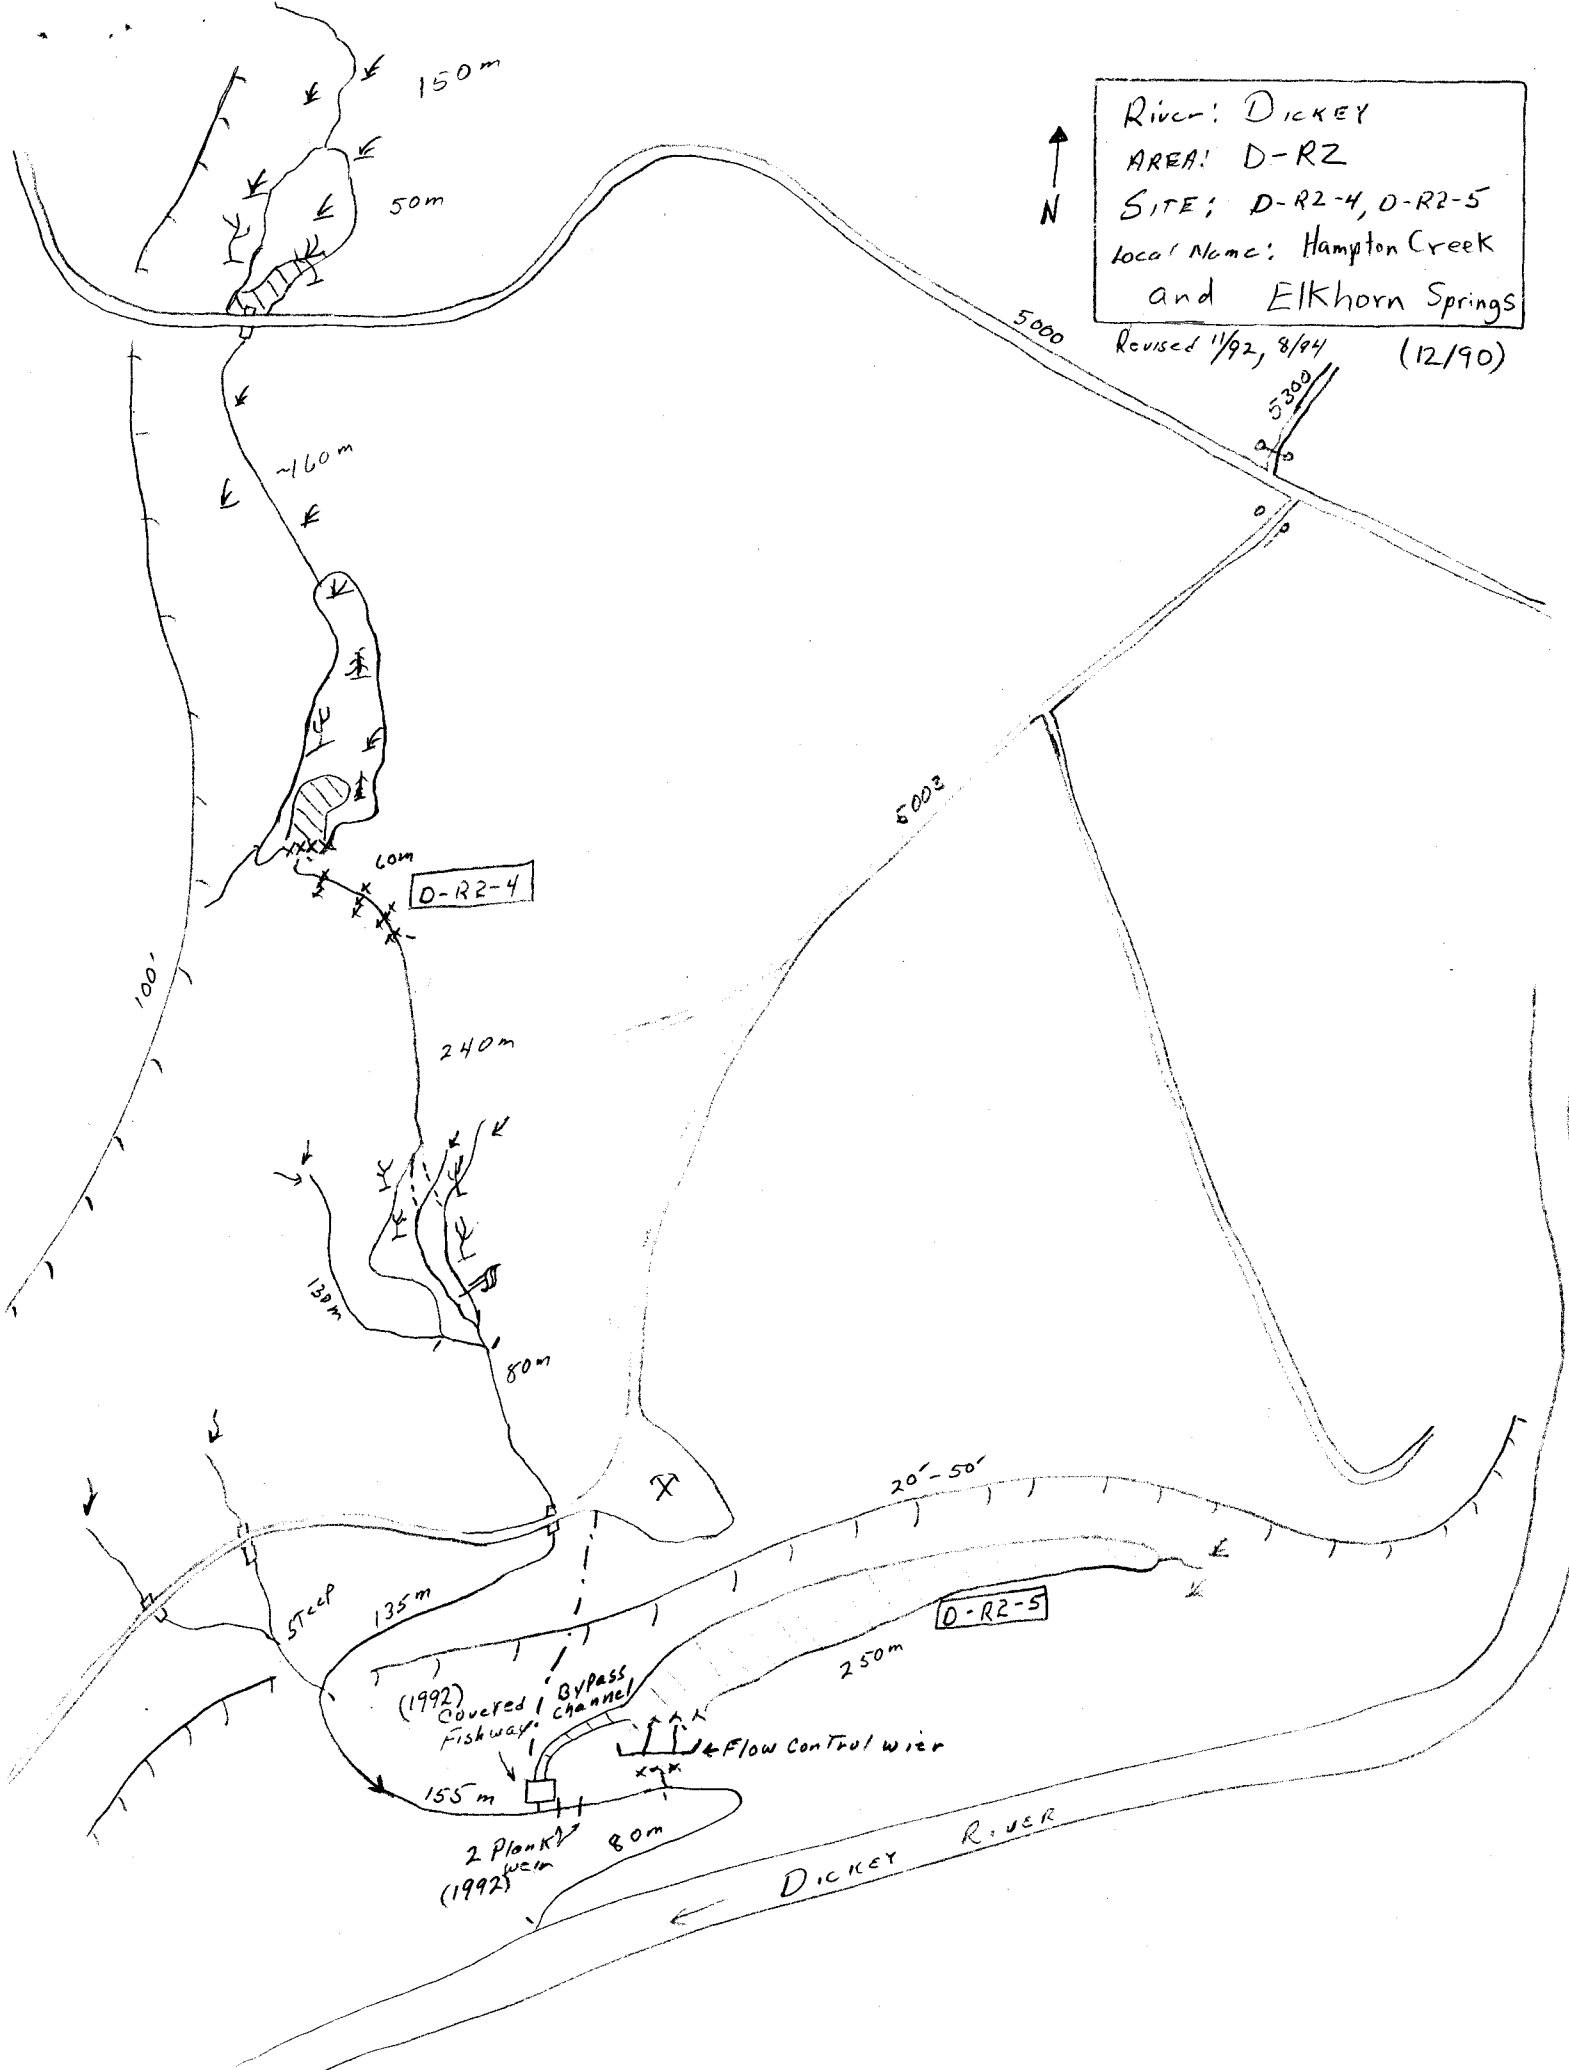 River: DICKEY
AREA: D-R2
SITE: D-R2-4, D-R2-5
Local Name: Hampton Creek
and Elkhorn Springs
Revised 11/92, 8/94
(12/90)
N
150m
50m
5000
5300
~160m
5002
60m
D-R2-4
100'
240m
130m
80m
20'-50'
STeep
135m
D-R2-5
250m
(1992)
Covered
Fishway
Bypass
Channel
Flow Control wier
155m
2 Plank
weir
(1992)
80m
DICKEY RIVER